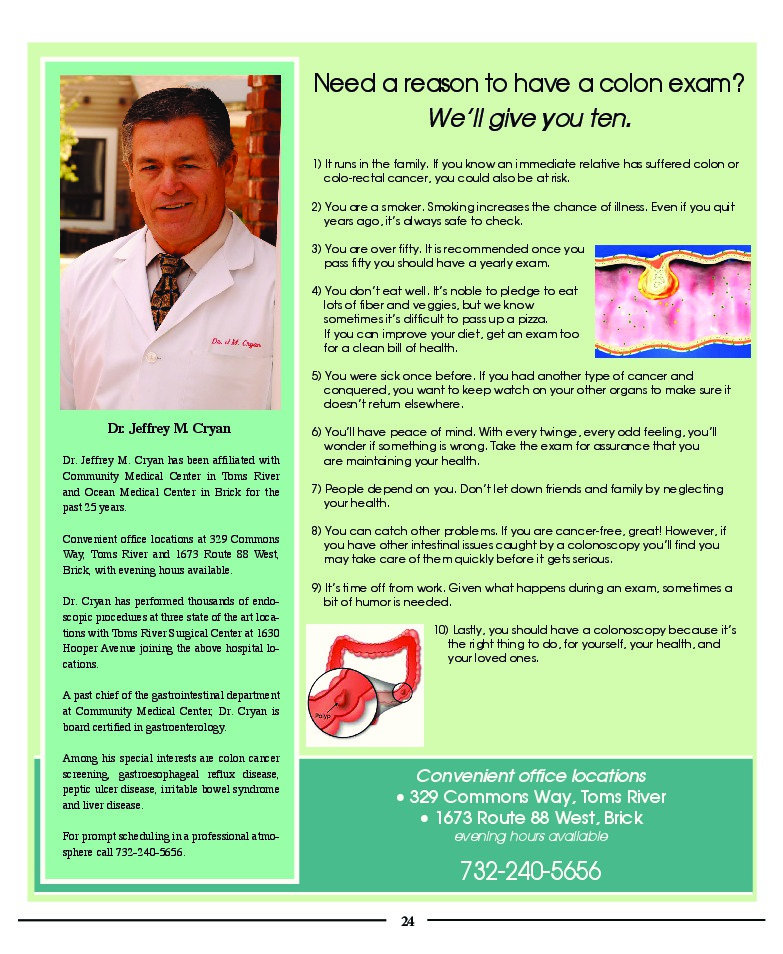 Need a reason to have a colon exam?
We'll give you ten.
Dr. J.M. Cryan
Dr. Jeffrey M. Cryan
Dr. Jeffrey M. Cryan has been affiliated with
Community Medical Center in Toms River
and Ocean Medical Center in Brick for the
past 25 years.
Convenient office locations at 329 Commons
Way, Toms River and 1673 Route 88 West,
Brick, with evening hours available.
Dr. Cryan has performed thousands of endo-
scopic procedures at three state of the art loca-
tions with Toms River Surgical Center at 1630
Hooper Avenue joining the above hospital lo-
cations.
A past chief of the gastrointestinal department
at Community Medical Center, Dr. Cryan is
board certified in gastroenterology.
Among his special interests are colon cancer
screening, gastroesophageal reflux disease,
peptic ulcer disease, irritable bowel syndrome
and liver disease.
For prompt scheduling in a professional atmo-
sphere call 732-240-5656.
1) It runs in the family. If you know an immediate relative has suffered colon or
colo-rectal cancer, you could also be at risk.
2) You are a smoker. Smoking increases the chance of illness. Even if you quit
years ago, it's always safe to check.
3) You are over fifty. It is recommended once you
pass fifty you should have a yearly exam.
4) You don't eat well. It's noble to pledge to eat
lots of fiber and veggies, but we know
sometimes it's difficult to pass up a pizza.
If you can improve your diet, get an exam too
for a clean bill of health.
5) You were sick once before. If you had another type of cancer and
conquered, you want to keep watch on your other organs to make sure it
doesn't return elsewhere.
6) You'll have peace of mind. With every twinge, every odd feeling, you'll
wonder if something is wrong. Take the exam for assurance that you
are maintaining your health.
7) People depend on you. Don't let down friends and family by neglecting
your health.
8) You can catch other problems. If you are cancer-free, great! However, if
you have other intestinal issues caught by a colonoscopy you'll find you
may take care of them quickly before it gets serious.
9) It's time off from work. Given what happens during an exam, sometimes a
bit of humor is needed.
10) Lastly, you should have a colonoscopy because it's
the right thing to do, for yourself, your health, and
your loved ones.
Polyp
Convenient office locations
• 329 Commons Way, Toms River
• 1673 Route 88 West, Brick
evening hours available
732-240-5656
24